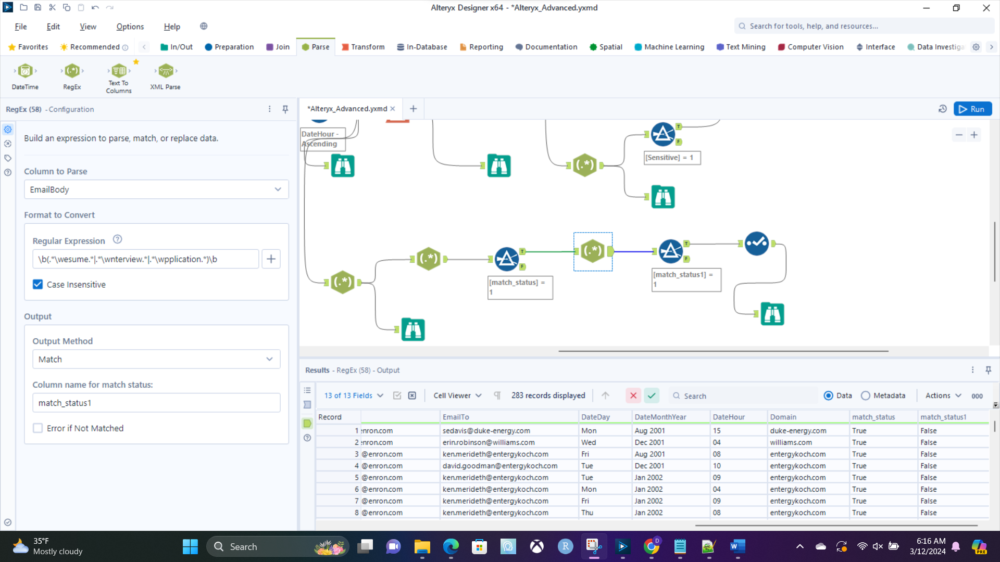 Alteryx Designer x64 - *Alteryx_Advanced.yxmd
File Edit View Options Help
Search for tools, help, and resources...
Favorites Recommended In/Out Preparation Join Parse Transform In-Database Reporting Documentation Spatial Machine Learning Text Mining Computer Vision Interface Data Investiga
DateTime RegEx Text To Columns XML Parse
RegEx (58) - Configuration
*Alteryx_Advanced.yxmd
Run
Build an expression to parse, match, or replace data.
Column to Parse
EmailBody
Format to Convert
Regular Expression
\b(.*\wesume.*|.*\wnterview.*|.*\wpplication.*)\b
Case Insensitive
Output
Output Method
Match
Column name for match status:
match_status1
Error if Not Matched
DateHour -
Ascending
T
F
[Sensitive] = 1
(.*)
(.*)
(.*)
T
F
[match_status] =
1
(.*)
T
F
[match_status1] =
1
Results - RegEx (58) - Output
13 of 13 Fields Cell Viewer 283 records displayed Search Data Metadata Actions 000
Record EmailTo DateDay DateMonthYear DateHour Domain match_status match_status1
1 enron.com sedavis@duke-energy.com Mon Aug 2001 15 duke-energy.com True False
2 enron.com erin.robinson@williams.com Wed Dec 2001 04 williams.com True False
3 @enron.com ken.merideth@entergykoch.com Fri Aug 2001 08 entergykoch.com True False
4 @enron.com david.goodman@entergykoch.com Tue Dec 2001 10 entergykoch.com True False
5 @enron.com ken.merideth@entergykoch.com Tue Jan 2002 09 entergykoch.com True False
6 @enron.com ken.merideth@entergykoch.com Mon Jan 2002 04 entergykoch.com True False
7 @enron.com ken.merideth@entergykoch.com Fri Jan 2002 09 entergykoch.com True False
8 @enron.com ken.merideth@entergykoch.com Thu Jan 2002 08 entergykoch.com True False
35°F
Mostly cloudy
Search
R
D
W
6:16 AM
3/12/2024
PRE